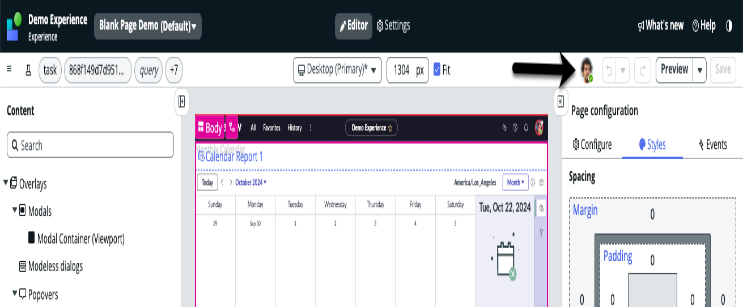 Demo Experience
Experience
Blank Page Demo (Default)
Editor
Settings
What's new
Help
task
868f149d7d951...
query
+7
Desktop (Primary)*
1304 px
Fit
Preview
Save
Content
Search
Overlays
Modals
Modal Container (Viewport)
Modeless dialogs
Popovers
Body
All
Favorites
History
Demo Experience
Monthly Calendar
Calendar Report 1
Today
October 2024
America/Los_Angeles
Month
Sunday
Monday
Tuesday
Wednesday
Thursday
Friday
Saturday
29
Sep 30
1
2
3
4
5
Tue, Oct 22, 2024
Page configuration
Configure
Styles
Events
Spacing
Margin
0
Padding
0
0
0
0
0